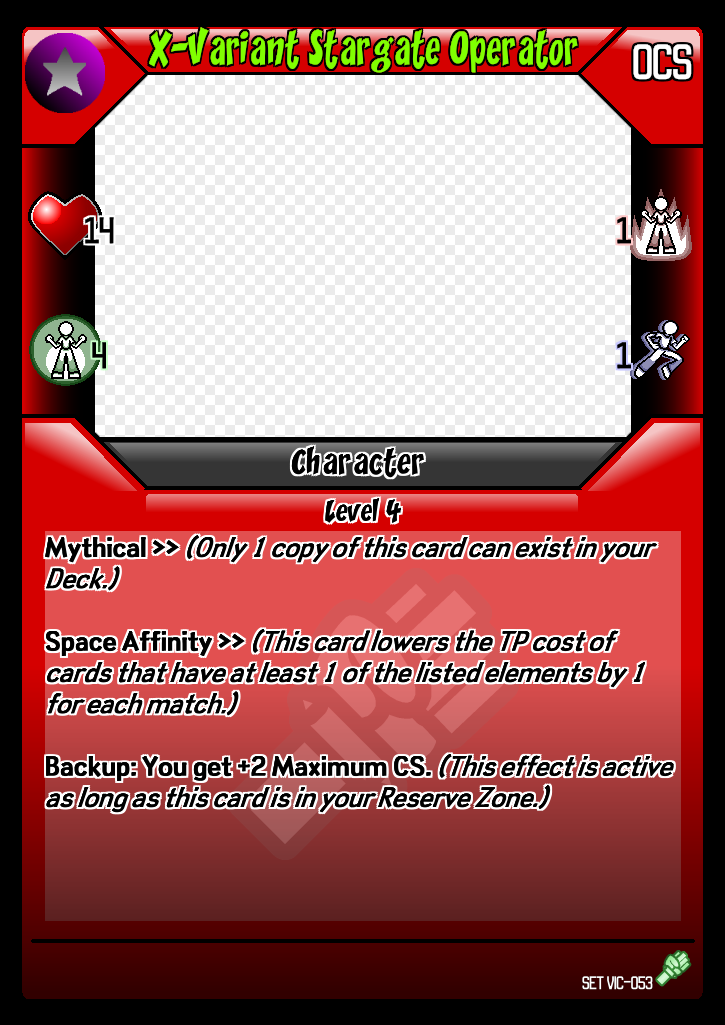 X-Variant Stargate Operator
OCS
14
1
4
1
Character
Level 4
Mythical >> (Only 1 copy of this card can exist in your
Deck.)
Space Affinity >> (This card lowers the TP cost of
cards that have at least 1 of the listed elements by 1
for each match.)
Backup: You get +2 Maximum CS. (This effect is active
as long as this card is in your Reserve Zone.)
SET VIC-053